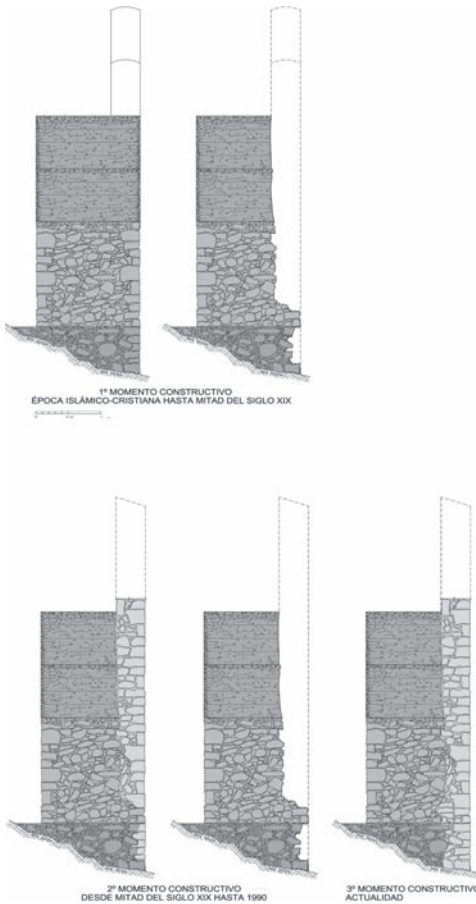 1º MOMENTO CONSTRUCTIVO
ÉPOCA ISLÁMICO-CRISTIANA HASTA MITAD DEL SIGLO XIX
2º MOMENTO CONSTRUCTIVO
DESDE MITAD DEL SIGLO XIX HASTA 1990
3º MOMENTO CONSTRUCTIVO
ACTUALIDAD